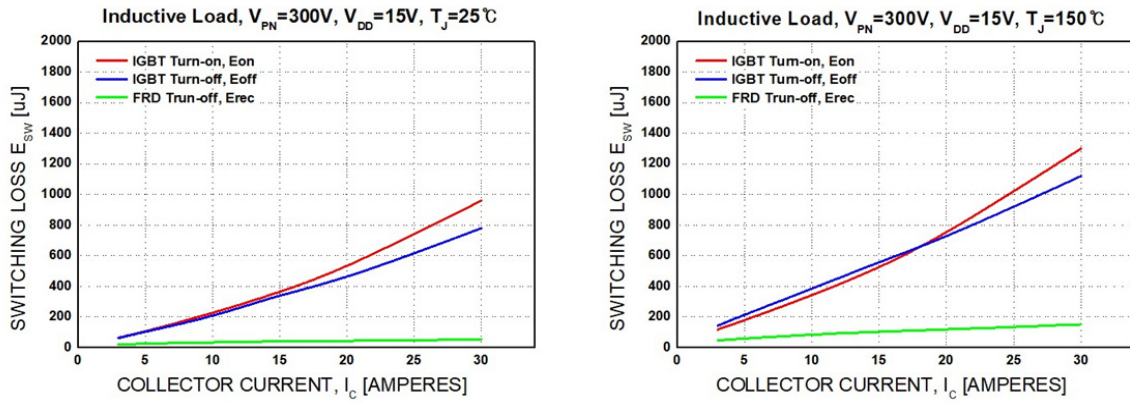 Inductive Load, VPN=300V, VDD=15V, TJ=25℃
SWITCHING LOSS ESW [uJ]
2000
1800
1600
1400
1200
1000
800
600
400
200
0
IGBT Turn-on, Eon
IGBT Turn-off, Eoff
FRD Trun-off, Erec
0 5 10 15 20 25 30
COLLECTOR CURRENT, IC [AMPERES]
Inductive Load, VPN=300V, VDD=15V, TJ=150℃
SWITCHING LOSS ESW [uJ]
2000
1800
1600
1400
1200
1000
800
600
400
200
0
IGBT Turn-on, Eon
IGBT Turn-off, Eoff
FRD Trun-off, Erec
0 5 10 15 20 25 30
COLLECTOR CURRENT, IC [AMPERES]